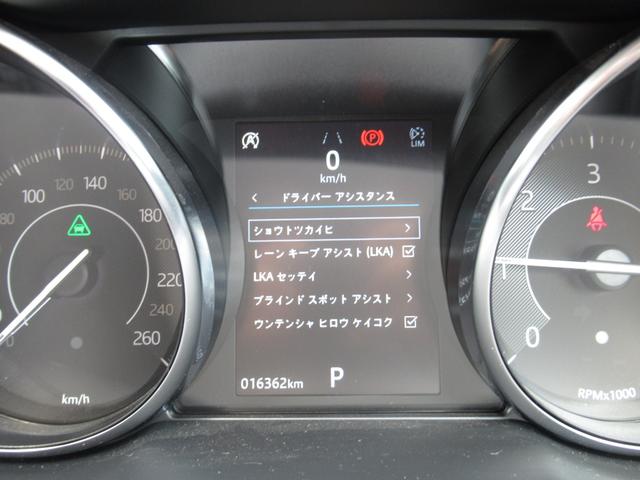 A
P
LIM
0
km/h
ドライバー アシスタンス
ショウトツカイヒ
レーン キープ アシスト (LKA)
LKA セッテイ
ブラインド スポット アシスト
ウンテンシャ ヒロウ ケイコク
016362km
P
80
100
120
140
160
180
200
220
240
260
0
km/h
0
1
2
3
RPMx1000